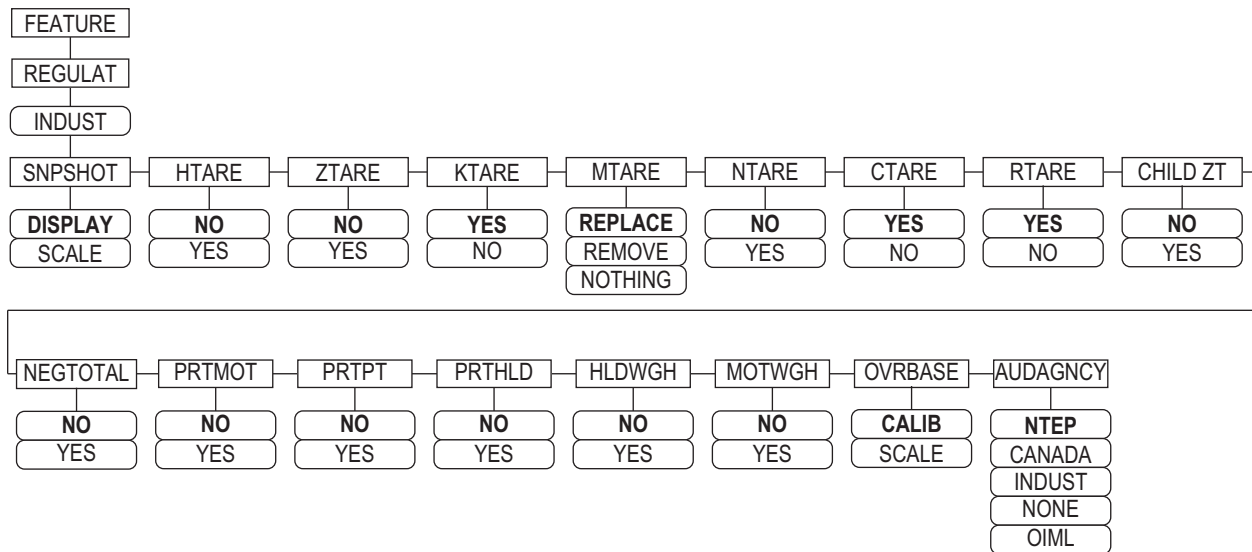 FEATURE
REGULAT
INDUST
SNPSHOT HTARE ZTARE KTARE MTARE NTARE CTARE RTARE CHILD ZT
DISPLAY NO NO YES REPLACE NO YES YES NO
SCALE YES YES NO REMOVE YES NO NO YES
NOTHING
NEGTOTAL PRTMOT PRTPT PRTHLD HLDWGH MOTWGH OVRBASE AUDAGNCY
NO NO NO NO NO NO CALIB NTEP
YES YES YES YES YES YES SCALE CANADA
INDUST
NONE
OIML